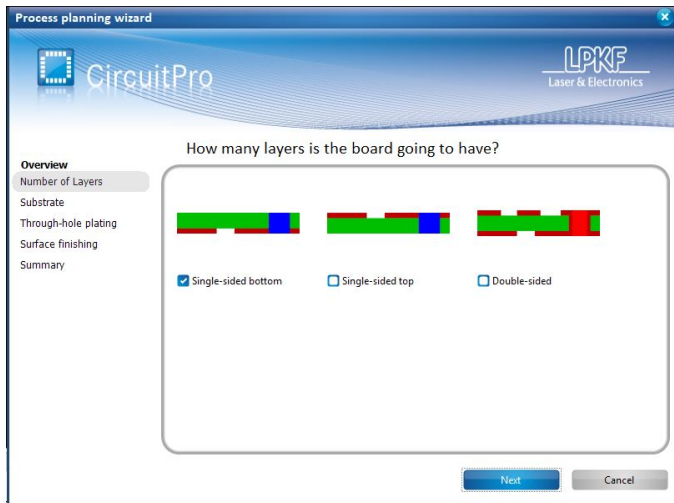 Process planning wizard
CircuitPro
LPKF
Laser & Electronics
How many layers is the board going to have?
Overview
Number of Layers
Substrate
Through-hole plating
Surface finishing
Summary
Single-sided bottom
Single-sided top
Double-sided
Next
Cancel